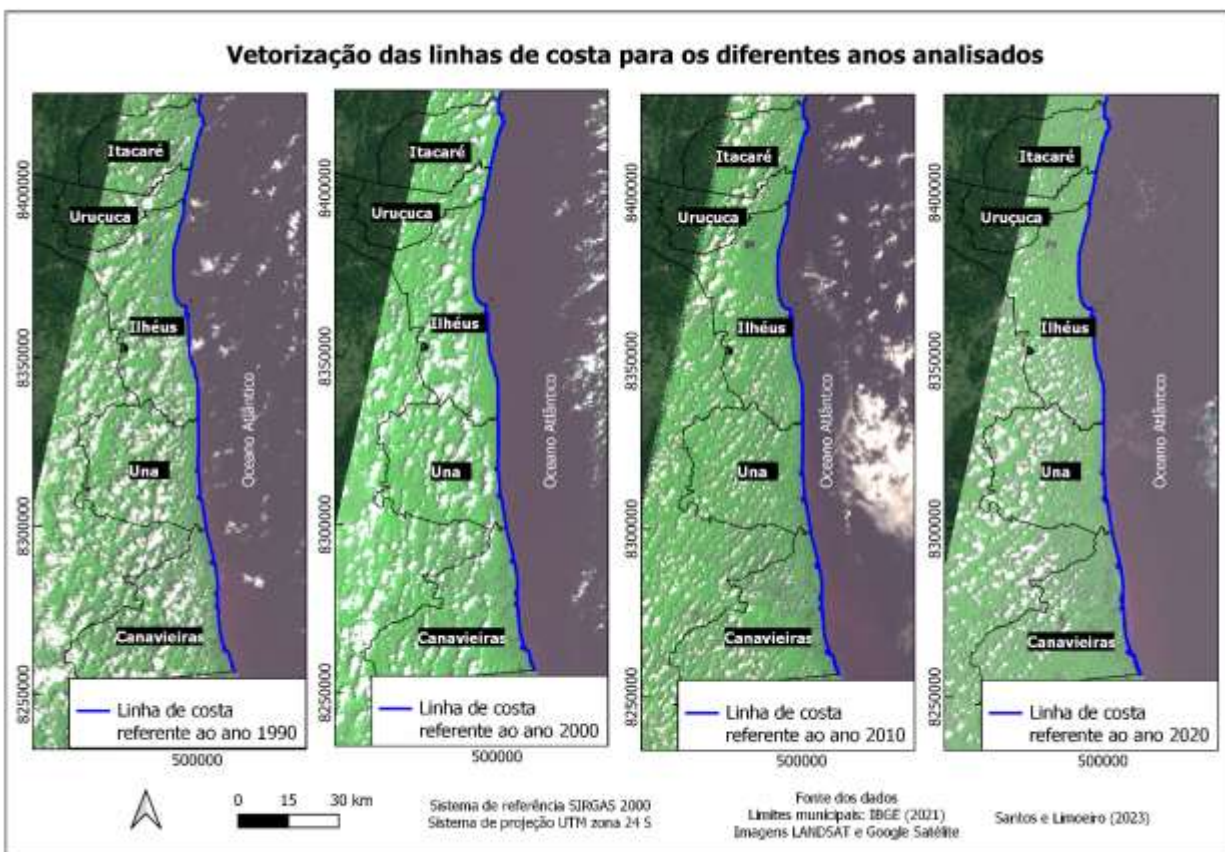 Vetorização das linhas de costa para os diferentes anos analisados
Itacaré
Uruçuca
Ilhéus
Una
Canavieiras
Oceano Atlântico
8400000
8350000
8300000
8250000
Linha de costa
referente ao ano 1990
500000
Itacaré
Uruçuca
Ilhéus
Una
Canavieiras
Oceano Atlântico
8400000
8350000
8300000
8250000
Linha de costa
referente ao ano 2000
500000
Itacaré
Uruçuca
Ilhéus
Una
Canavieiras
Oceano Atlântico
8400000
8350000
8300000
8250000
Linha de costa
referente ao ano 2010
500000
Itacaré
Uruçuca
Ilhéus
Una
Canavieiras
Oceano Atlântico
8400000
8350000
8300000
8250000
Linha de costa
referente ao ano 2020
500000
0 15 30 km
Sistema de referência SIRGAS 2000
Sistema de projeção UTM zona 24 S
Fonte dos dados
Limites municipais: IBGE (2021)
Imagens LANDSAT e Google Satélite
Santos e Limoeiro (2023)